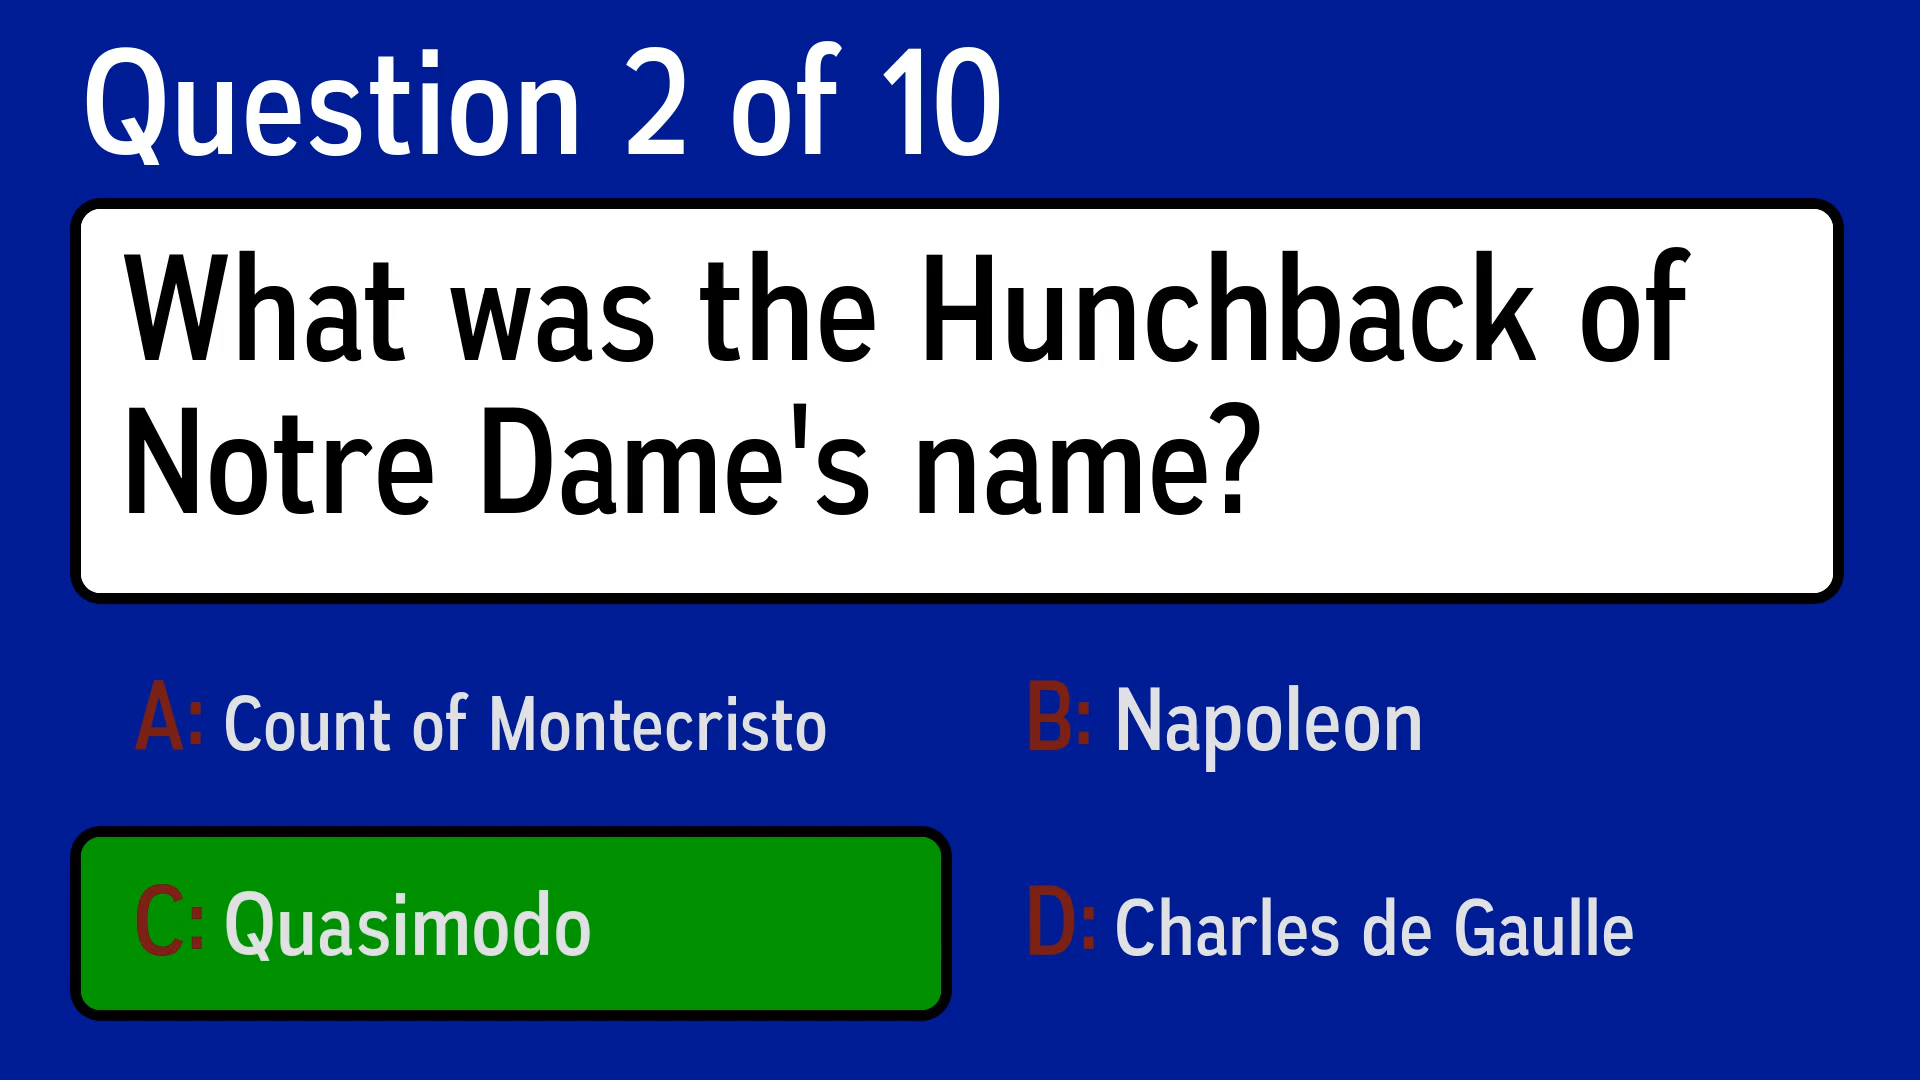 Question 2 of 10
What was the Hunchback of
Notre Dame's name?
A: Count of Montecristo
B: Napoleon
C: Quasimodo
D: Charles de Gaulle